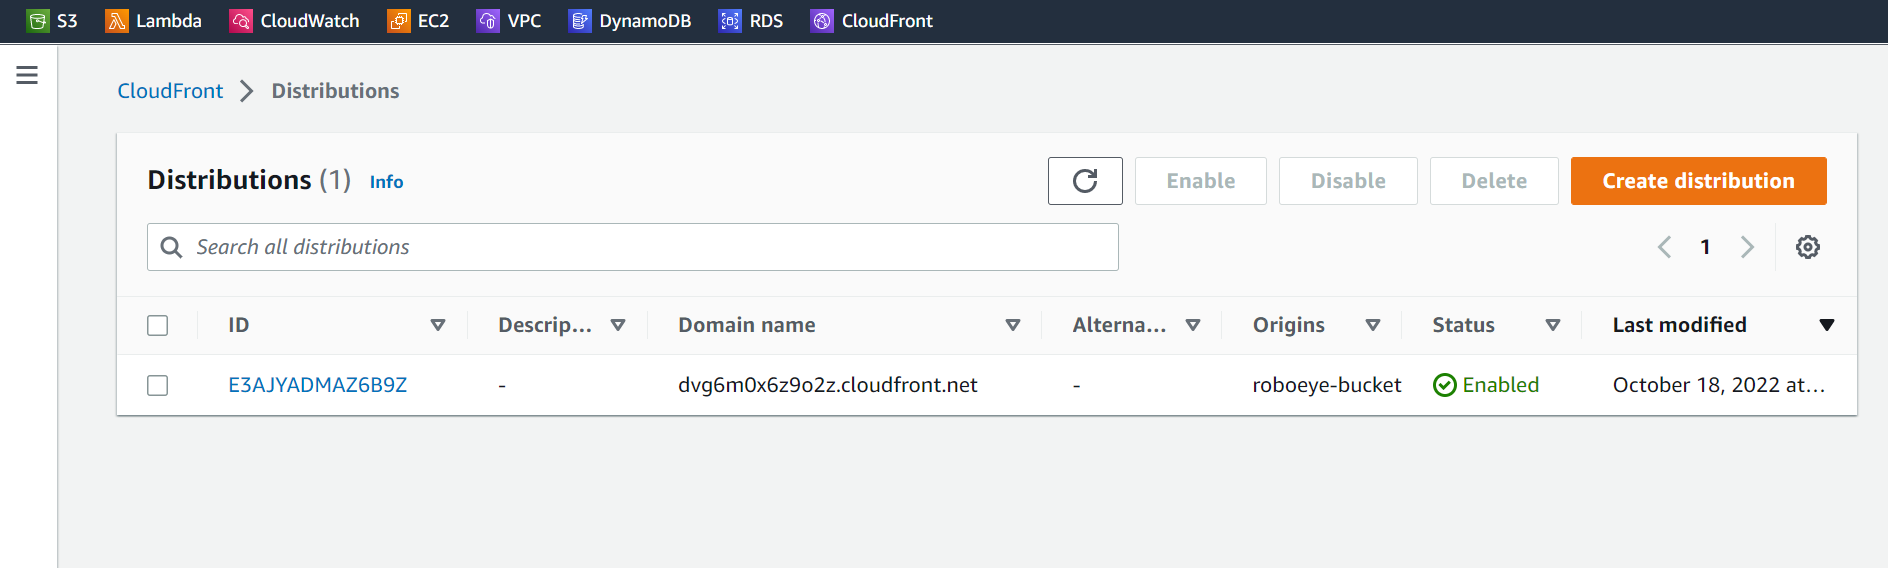 S3 Lambda CloudWatch EC2 VPC DynamoDB RDS CloudFront
CloudFront Distributions
Distributions (1) Info
Enable Disable Delete Create distribution
Search all distributions
1
ID Descrip... Domain name Alterna... Origins Status Last modified
E3AJYADMAZ6B9Z - dvg6m0x6z9o2z.cloudfront.net - roboeye-bucket Enabled October 18, 2022 at...